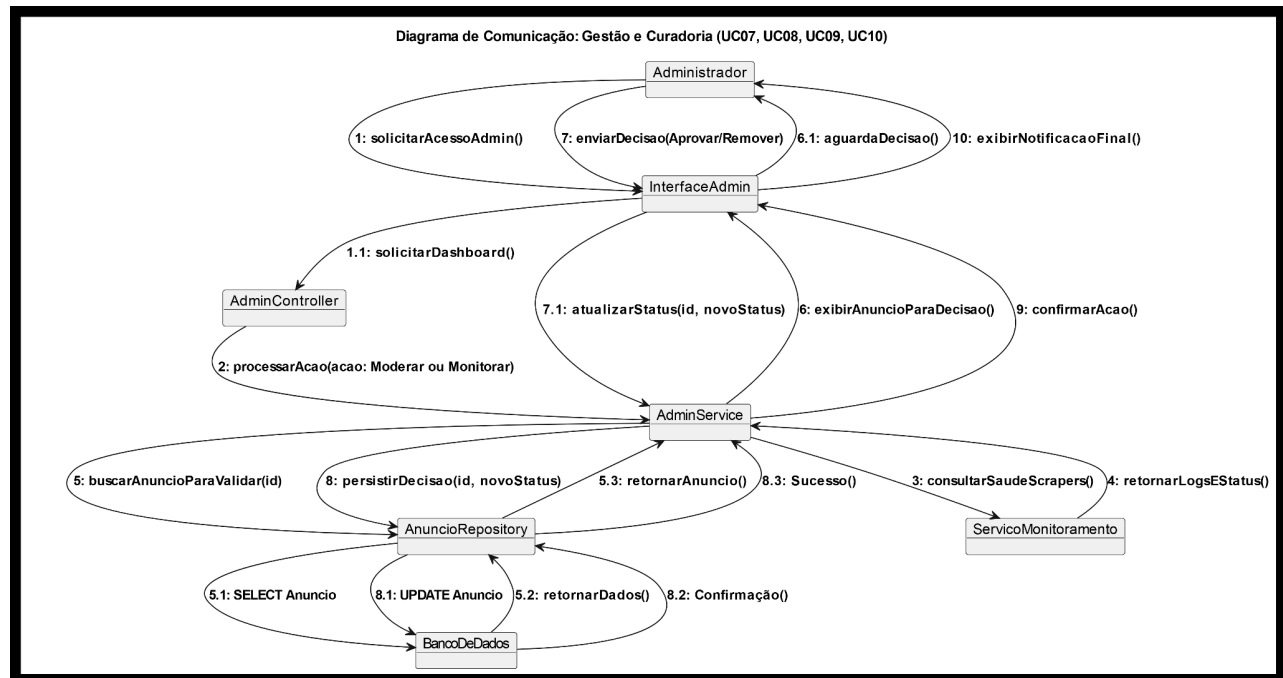 Diagrama de Comunicação: Gestão e Curadoria (UC07, UC08, UC09, UC10)
Administrador
1: solicitarAcessoAdmin()
7: enviarDecisao(Aprovar/Remover)
6.1: aguardaDecisao()
10: exibirNotificacaoFinal()
InterfaceAdmin
1.1: solicitarDashboard()
AdminController
7.1: atualizarStatus(id, novoStatus)
6: exibirAnuncioParaDecisao()
9: confirmarAcao()
2: processarAcao(acao: Moderar ou Monitorar)
AdminService
5: buscarAnuncioParaValidar(id)
8: persistirDecisao(id, novoStatus)
5.3: retornarAnuncio()
8.3: Sucesso()
3: consultarSaudeScrapers()
4: retornarLogsEStatus()
AnuncioRepository
ServicoMonitoramento
5.1: SELECT Anuncio
8.1: UPDATE Anuncio
5.2: retornarDados()
8.2: Confirmação()
BancoDeDados